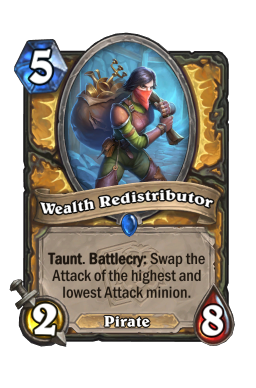 5
Wealth Redistributor
Taunt. Battlecry: Swap the
Attack of the highest and
lowest Attack minion.
2
Pirate
8